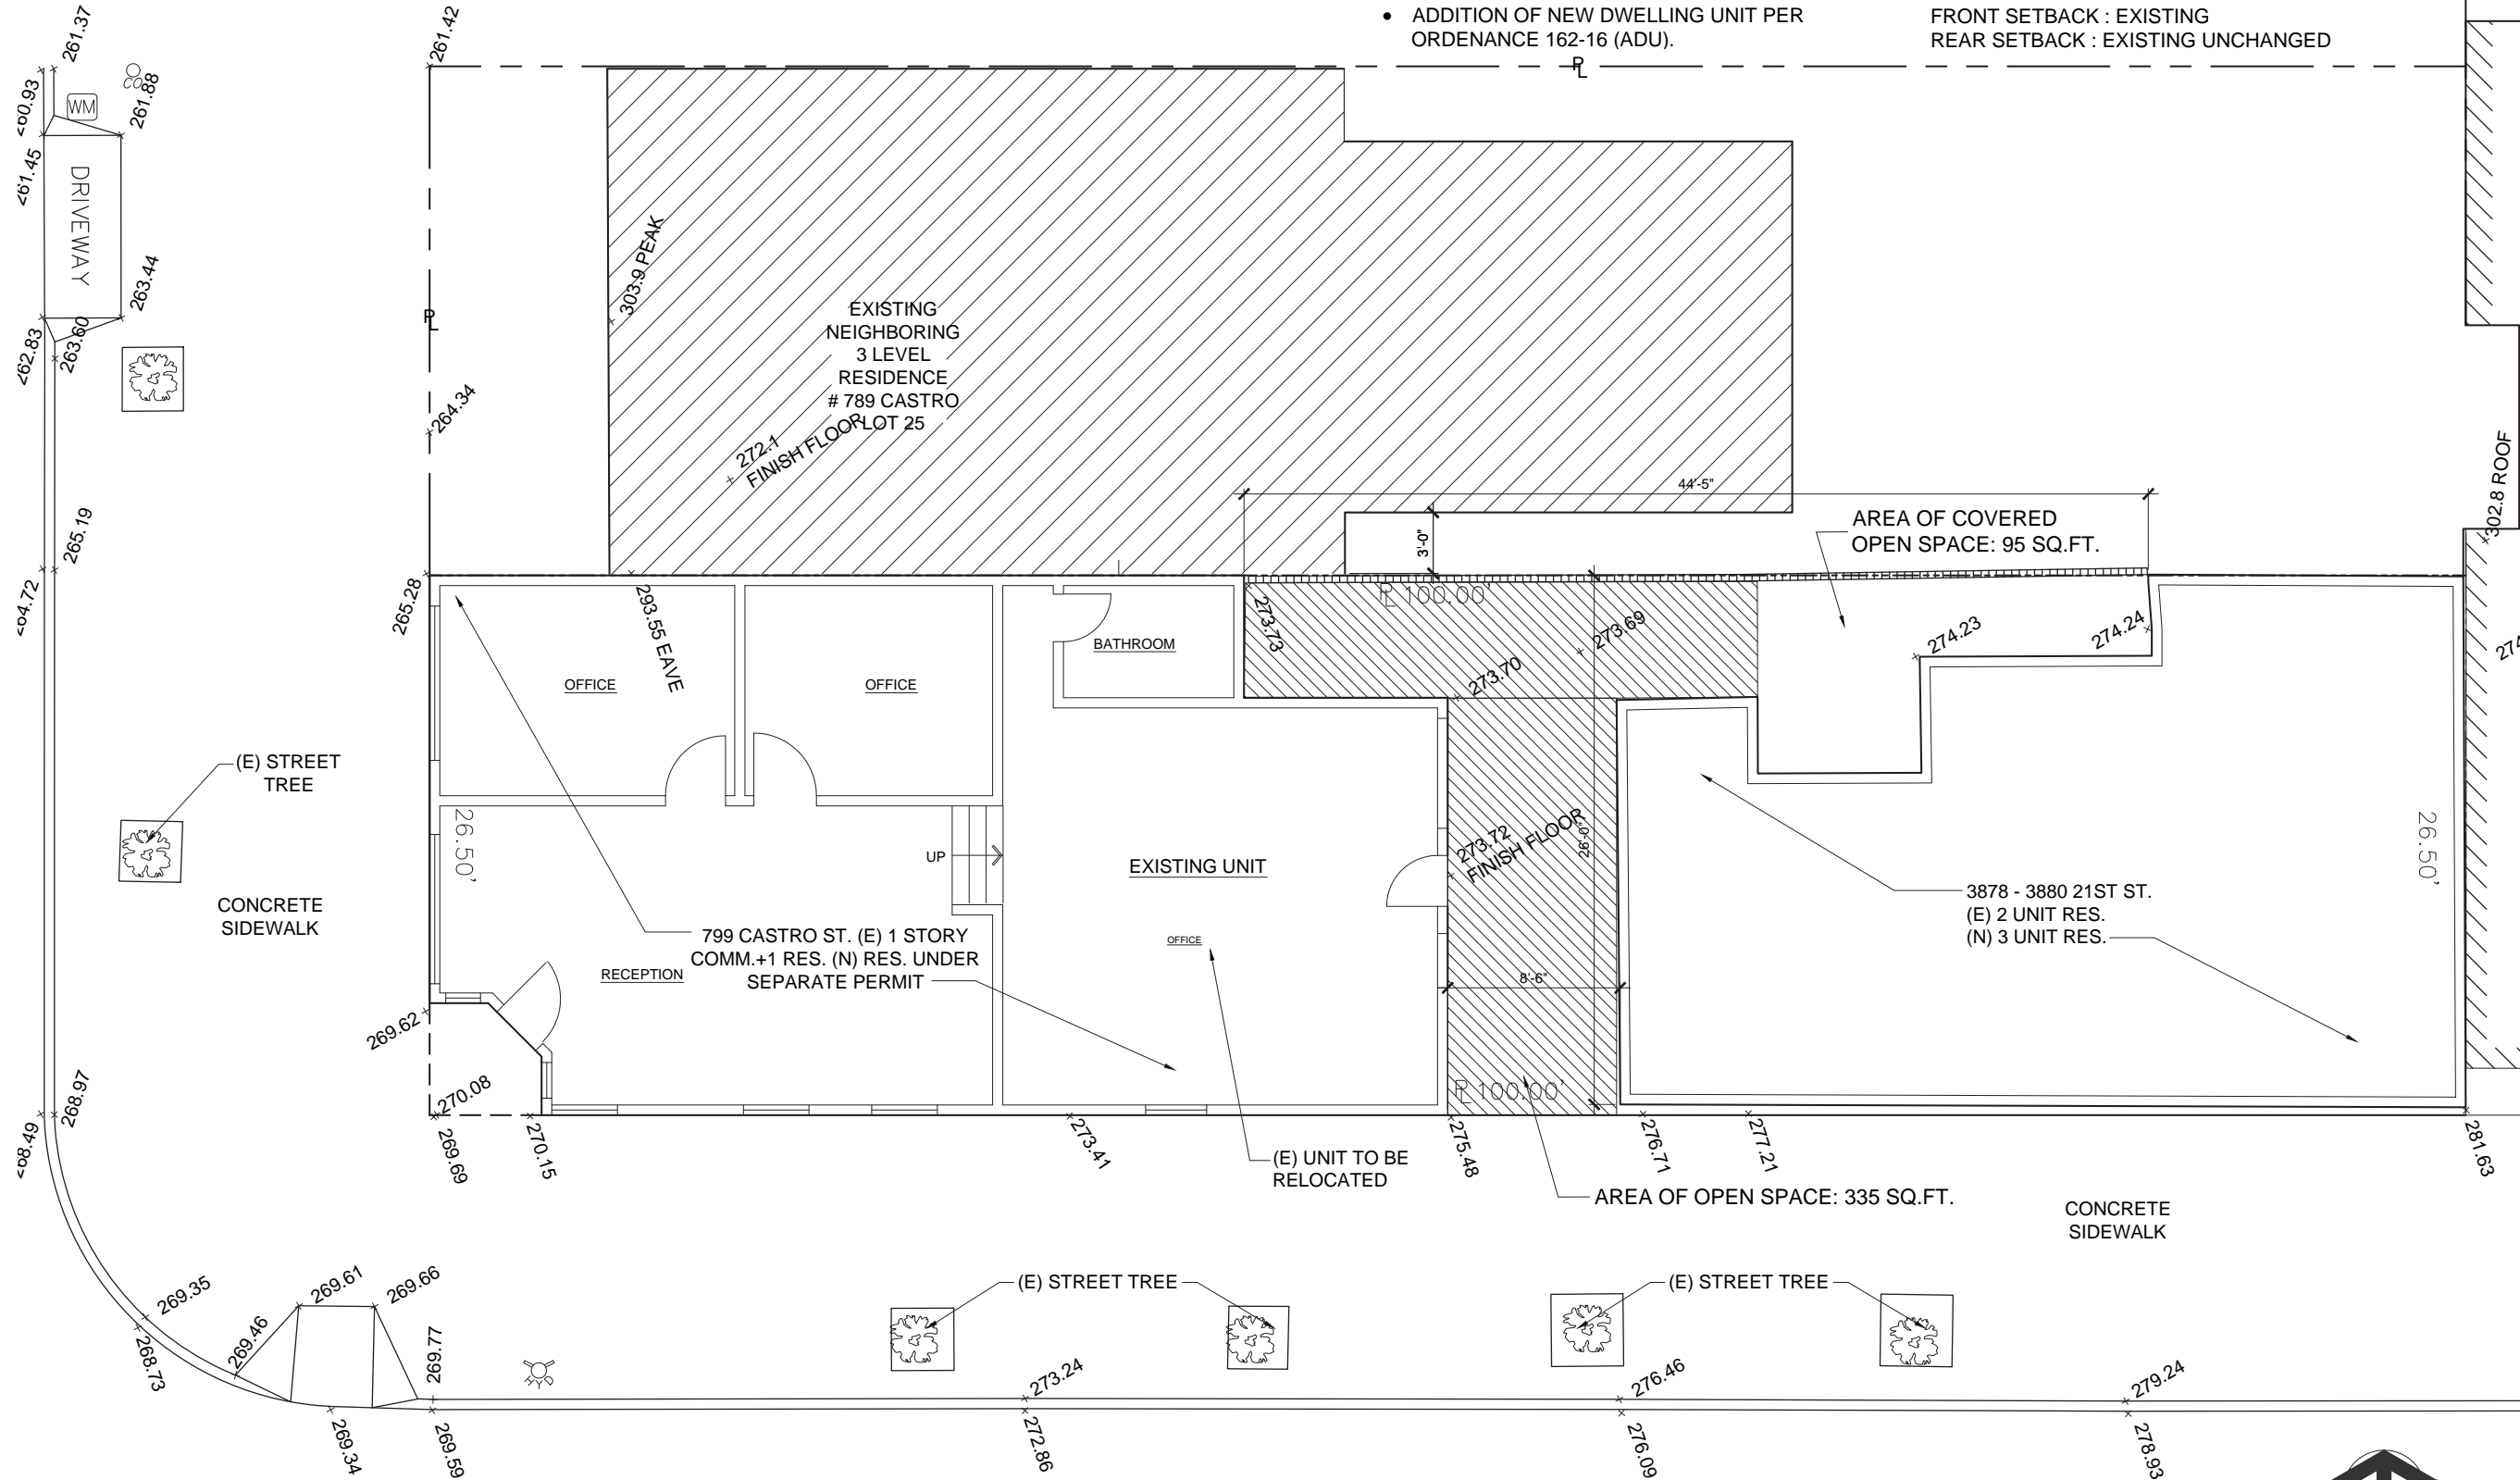 • ADDITION OF NEW DWELLING UNIT PER
ORDENANCE 162-16 (ADU).
FRONT SETBACK : EXISTING
REAR SETBACK : EXISTING UNCHANGED
261.37
261.42
260.93
WM
261.88
PL
261.45
DRIVEWAY
263.44
303.9 PEAK
PL
262.83
263.60
EXISTING
NEIGHBORING
3 LEVEL
RESIDENCE
# 789 CASTRO
LOT 25
264.34
272.1
FINISH FLOOR
44'-5"
302.8 ROOF
265.19
264.72
3'-0"
AREA OF COVERED
OPEN SPACE: 95 SQ.FT.
265.28
293.55 EAVE
PL 100.00'
273.73
273.69
274.23
274.24
BATHROOM
OFFICE
OFFICE
273.70
(E) STREET
TREE
26.50'
UP
EXISTING UNIT
273.72
FINISH FLOOR
26'-0"
26.50'
3878 - 3880 21ST ST.
(E) 2 UNIT RES.
(N) 3 UNIT RES.
CONCRETE
SIDEWALK
799 CASTRO ST. (E) 1 STORY
COMM.+1 RES. (N) RES. UNDER
SEPARATE PERMIT
OFFICE
RECEPTION
8'-6"
269.62
270.08
268.97
268.49
PL 100.00'
269.69
270.15
273.41
275.48
276.71
277.21
281.63
(E) UNIT TO BE
RELOCATED
AREA OF OPEN SPACE: 335 SQ.FT.
CONCRETE
SIDEWALK
269.35
269.61
269.66
(E) STREET TREE
(E) STREET TREE
268.73
269.46
269.77
273.24
276.46
279.24
269.34
269.59
272.86
276.09
278.93